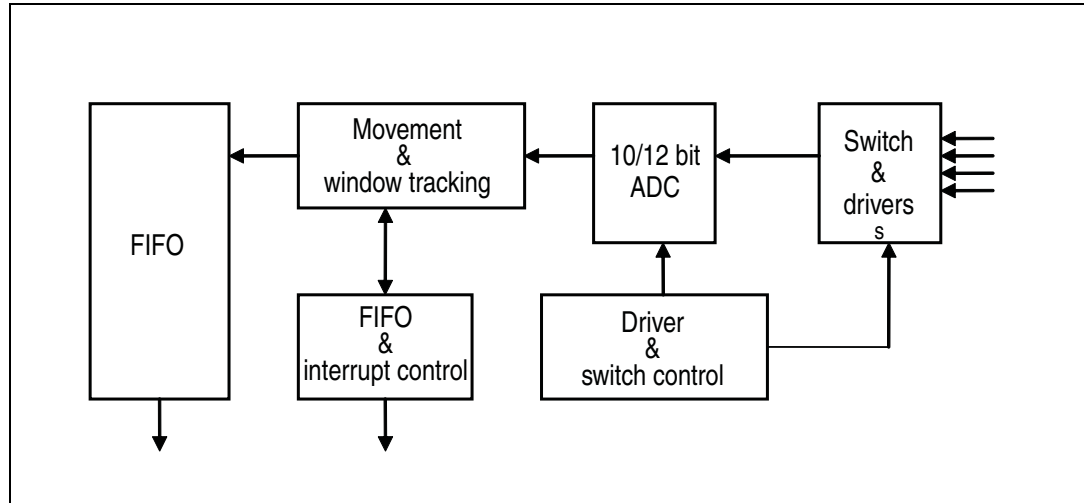 FIFO
Movement
&
window tracking
10/12 bit
ADC
Switch
&
drivers
s
FIFO
&
interrupt control
Driver
&
switch control